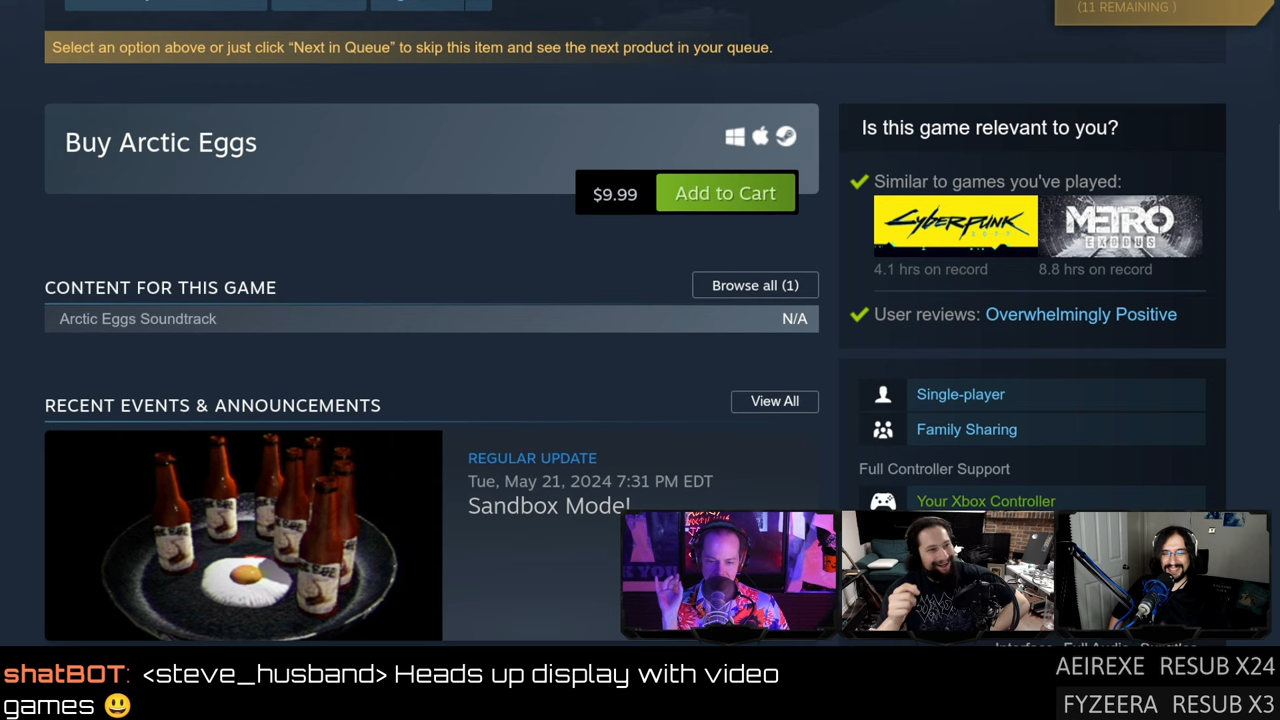 (11 REMAINING )
Select an option above or just click “Next in Queue” to skip this item and see the next product in your queue.
Buy Arctic Eggs
$9.99
Add to Cart
Is this game relevant to you?
Similar to games you've played:
CYBERPUNK
METRO
EXODUS
4.1 hrs on record
8.8 hrs on record
User reviews: Overwhelmingly Positive
CONTENT FOR THIS GAME
Browse all (1)
Arctic Eggs Soundtrack
N/A
Single-player
Family Sharing
Full Controller Support
Your Xbox Controller
RECENT EVENTS & ANNOUNCEMENTS
View All
REGULAR UPDATE
Tue, May 21, 2024 7:31 PM EDT
Sandbox Mode!
shatBOT: <steve_husband> Heads up display with video
games 😃
AEIREXE RESUB X24
FYZEERA RESUB X3